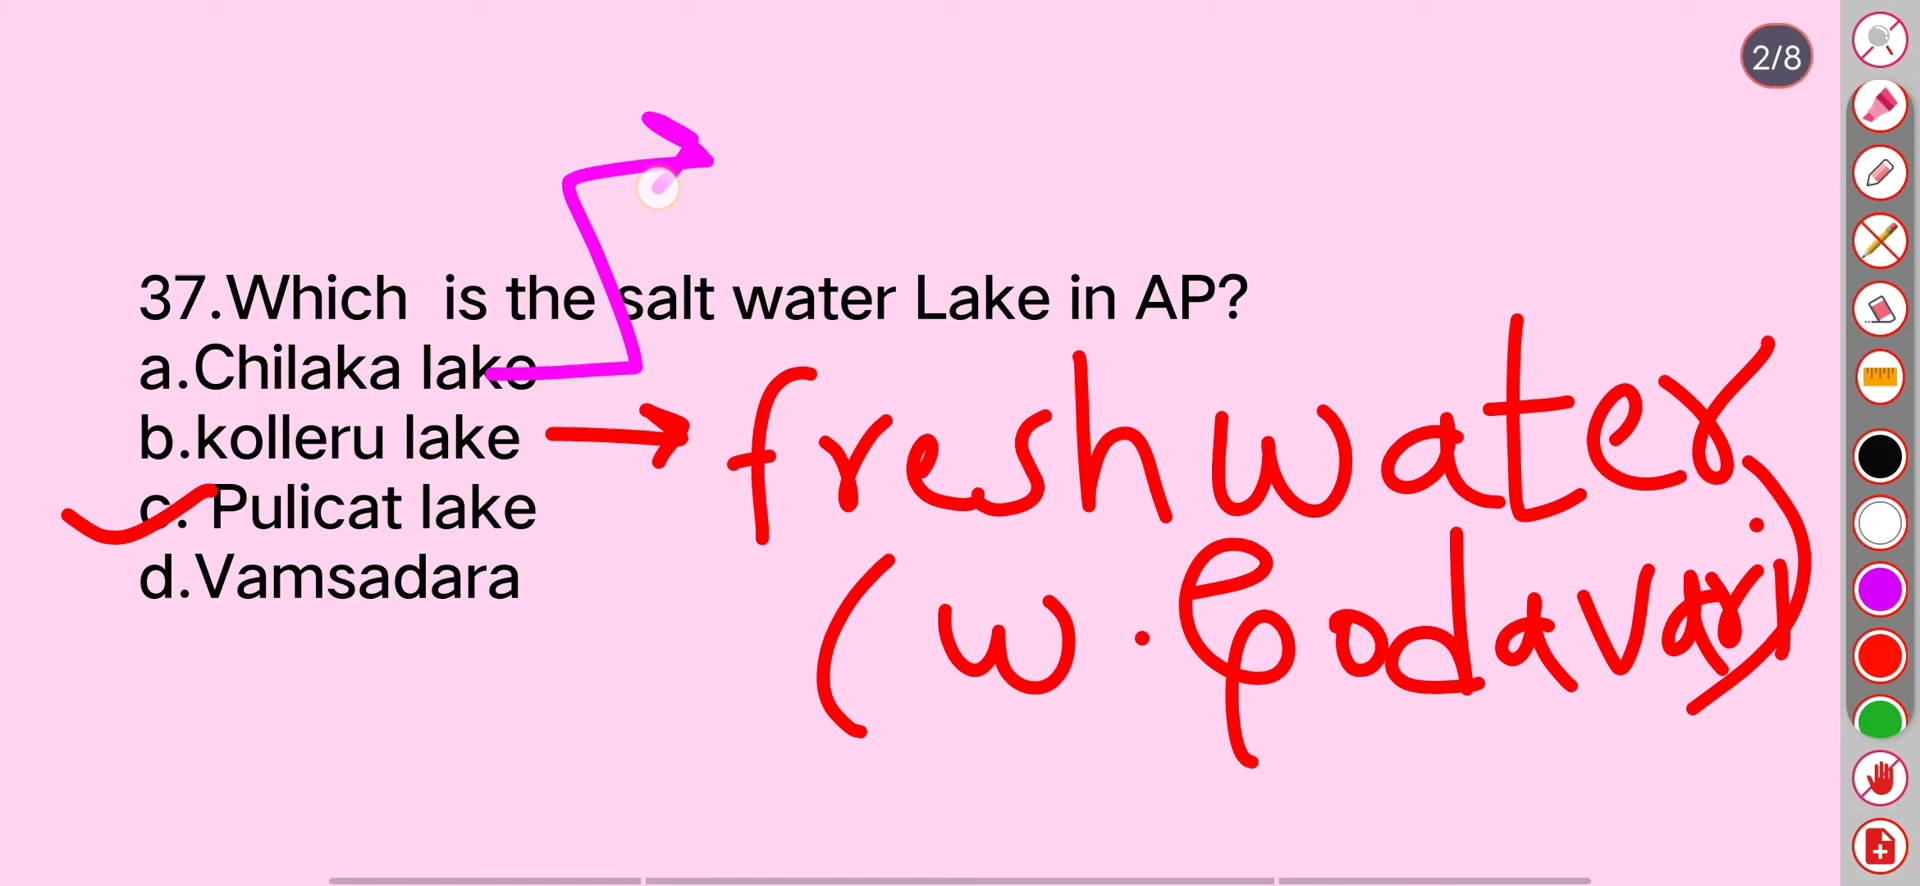 2/8
37.Which is the salt water Lake in AP?
a.Chilaka lake
b.kolleru lake
freshwater
c. Pulicat lake
d.Vamsadara
(W. Godavari)